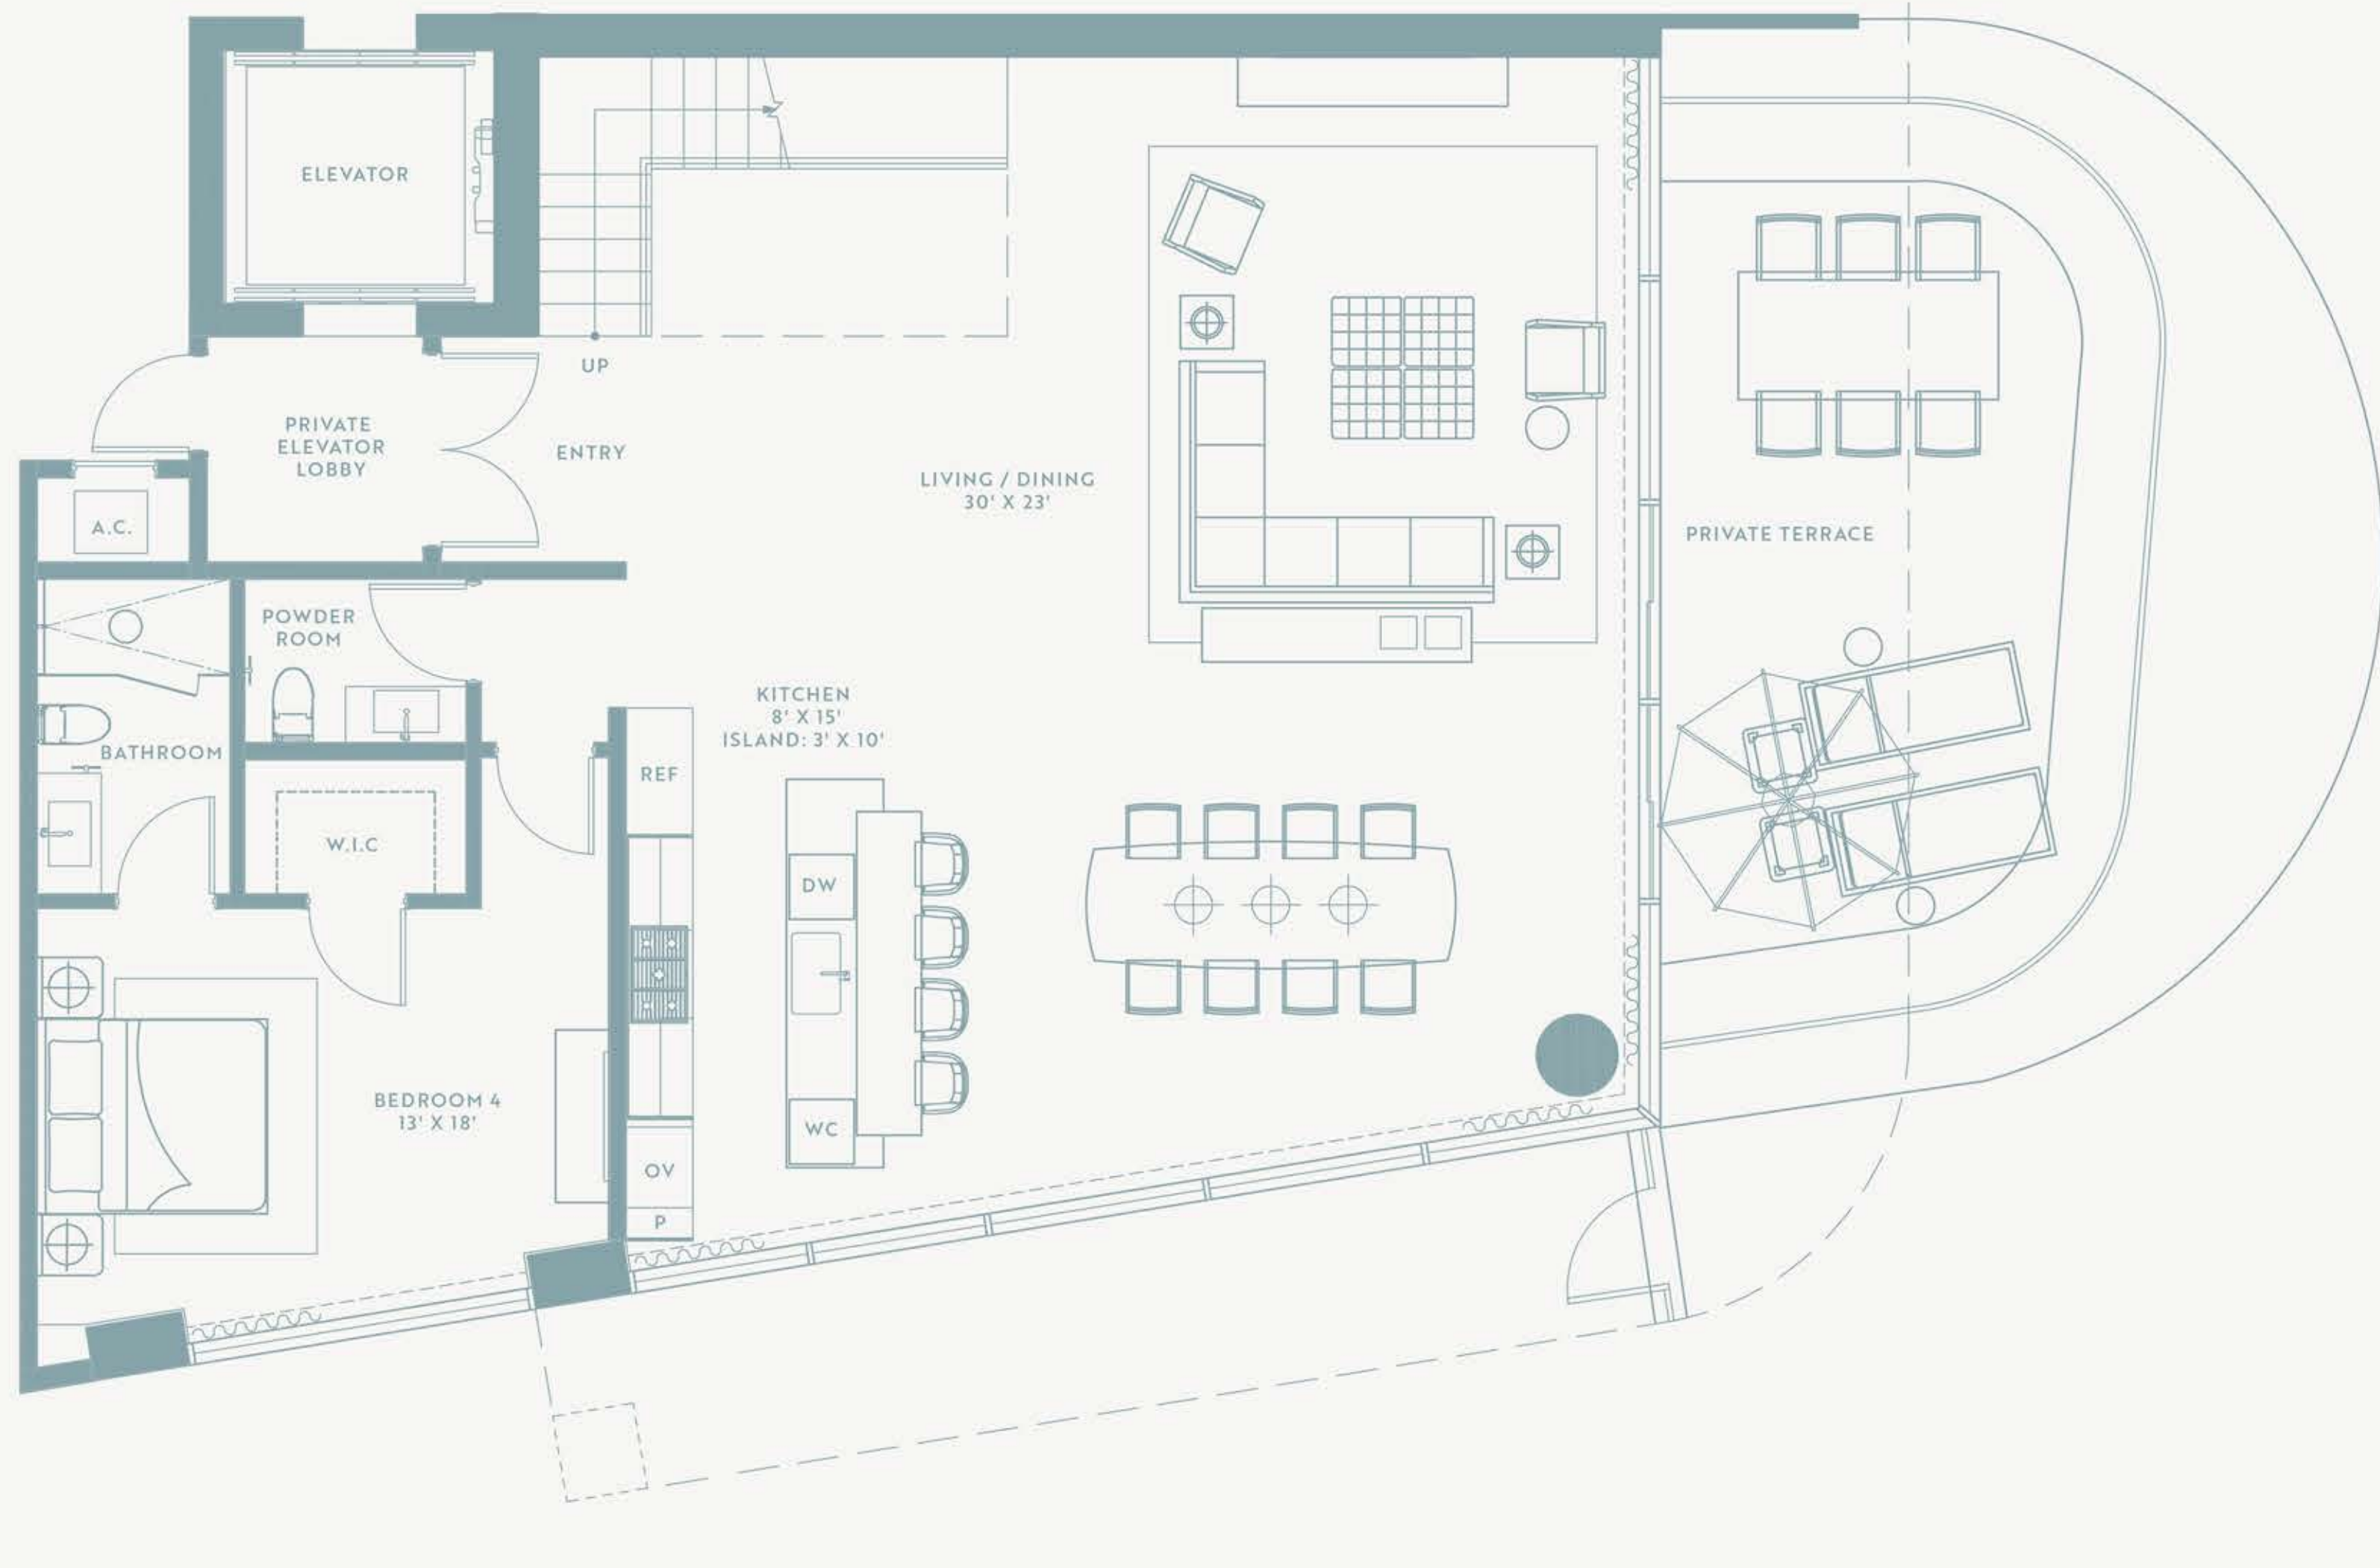 ELEVATOR
UP
PRIVATE
ELEVATOR
LOBBY
ENTRY
LIVING / DINING
30' X 23'
A.C.
PRIVATE TERRACE
POWDER
ROOM
KITCHEN
8' X 15'
ISLAND: 3' X 10'
BATHROOM
REF
W.I.C
DW
BEDROOM 4
13' X 18'
WC
OV
P